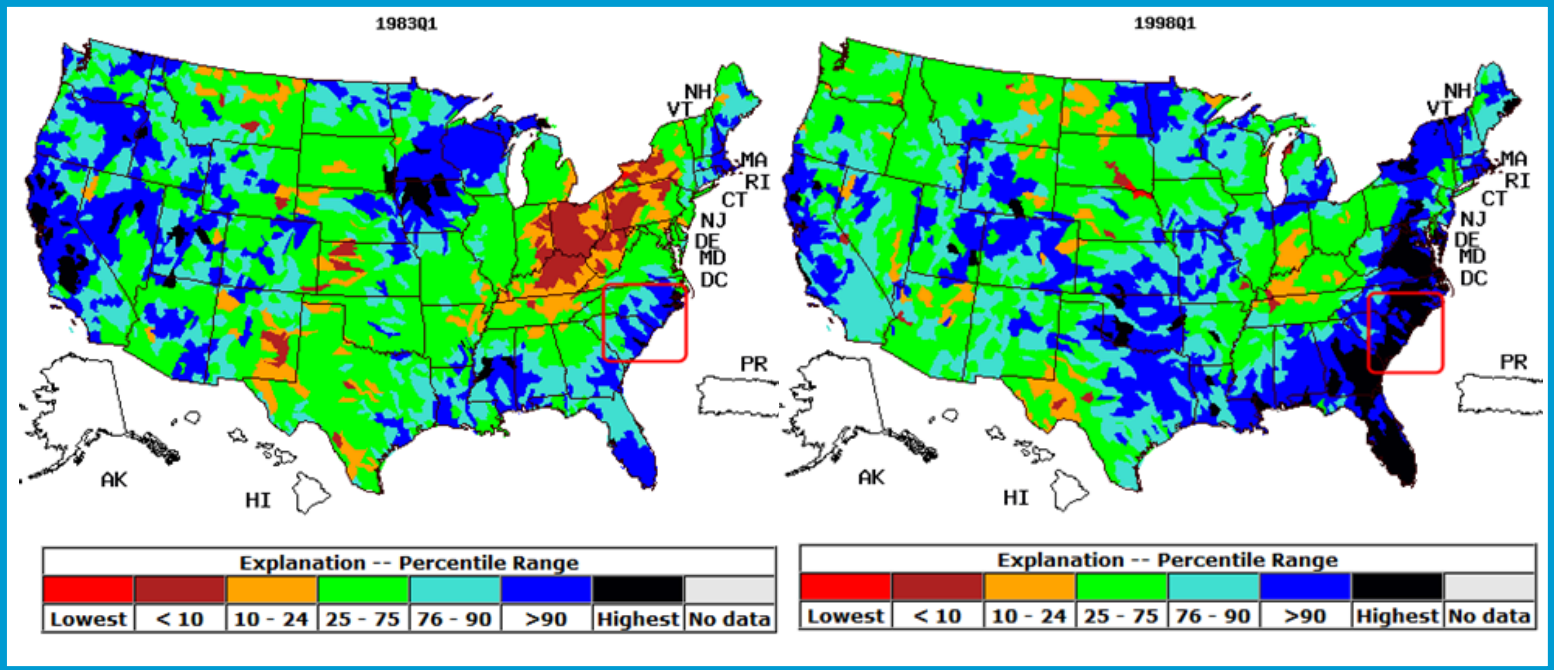 1983Q1
NH
VT
MA
RI
CT
NJ
DE
MD
DC
PR
AK
HI
Explanation -- Percentile Range
Lowest < 10 10 - 24 25 - 75 76 - 90 >90 Highest No data
1998Q1
NH
VT
MA
RI
CT
NJ
DE
MD
DC
PR
AK
HI
Explanation -- Percentile Range
Lowest < 10 10 - 24 25 - 75 76 - 90 >90 Highest No data